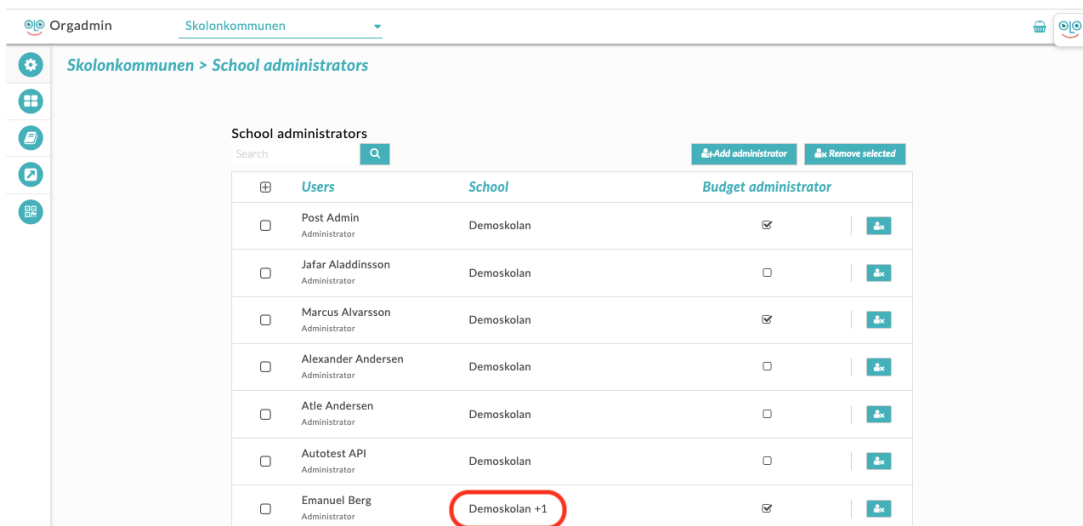 Orgadmin
Skolonkommunen
Skolonkommunen > School administrators
School administrators
Search
Add administrator
Remove selected
Users School Budget administrator
Post Admin
Administrator
Demoskolan
Jafar Aladdinsson
Administrator
Demoskolan
Marcus Alvarsson
Administrator
Demoskolan
Alexander Andersen
Administrator
Demoskolan
Atle Andersen
Administrator
Demoskolan
Autotest API
Administrator
Demoskolan
Emanuel Berg
Administrator
Demoskolan +1